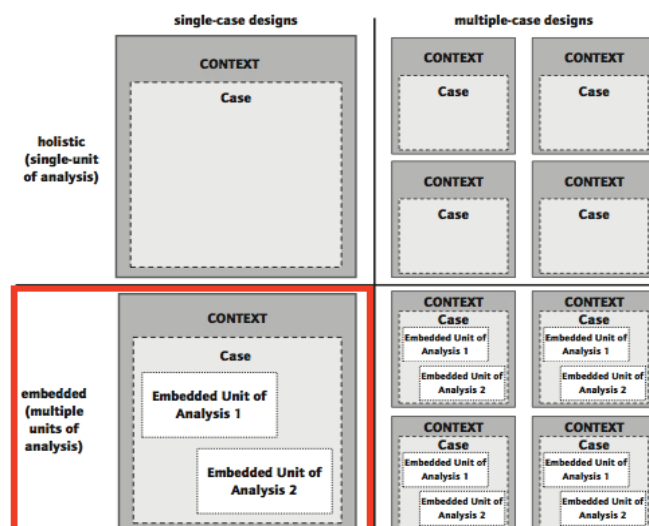 single-case designs
multiple-case designs
holistic
(single-unit
of analysis)
CONTEXT
Case
CONTEXT
Case
CONTEXT
Case
CONTEXT
Case
CONTEXT
Case
embedded
(multiple
units of
analysis)
CONTEXT
Case
Embedded Unit of
Analysis 1
Embedded Unit of
Analysis 2
CONTEXT
Case
Embedded Unit of
Analysis 1
Embedded Unit of
Analysis 2
CONTEXT
Case
Embedded Unit of
Analysis 1
Embedded Unit of
Analysis 2
CONTEXT
Case
Embedded Unit of
Analysis 1
Embedded Unit of
Analysis 2
CONTEXT
Case
Embedded Unit of
Analysis 1
Embedded Unit of
Analysis 2